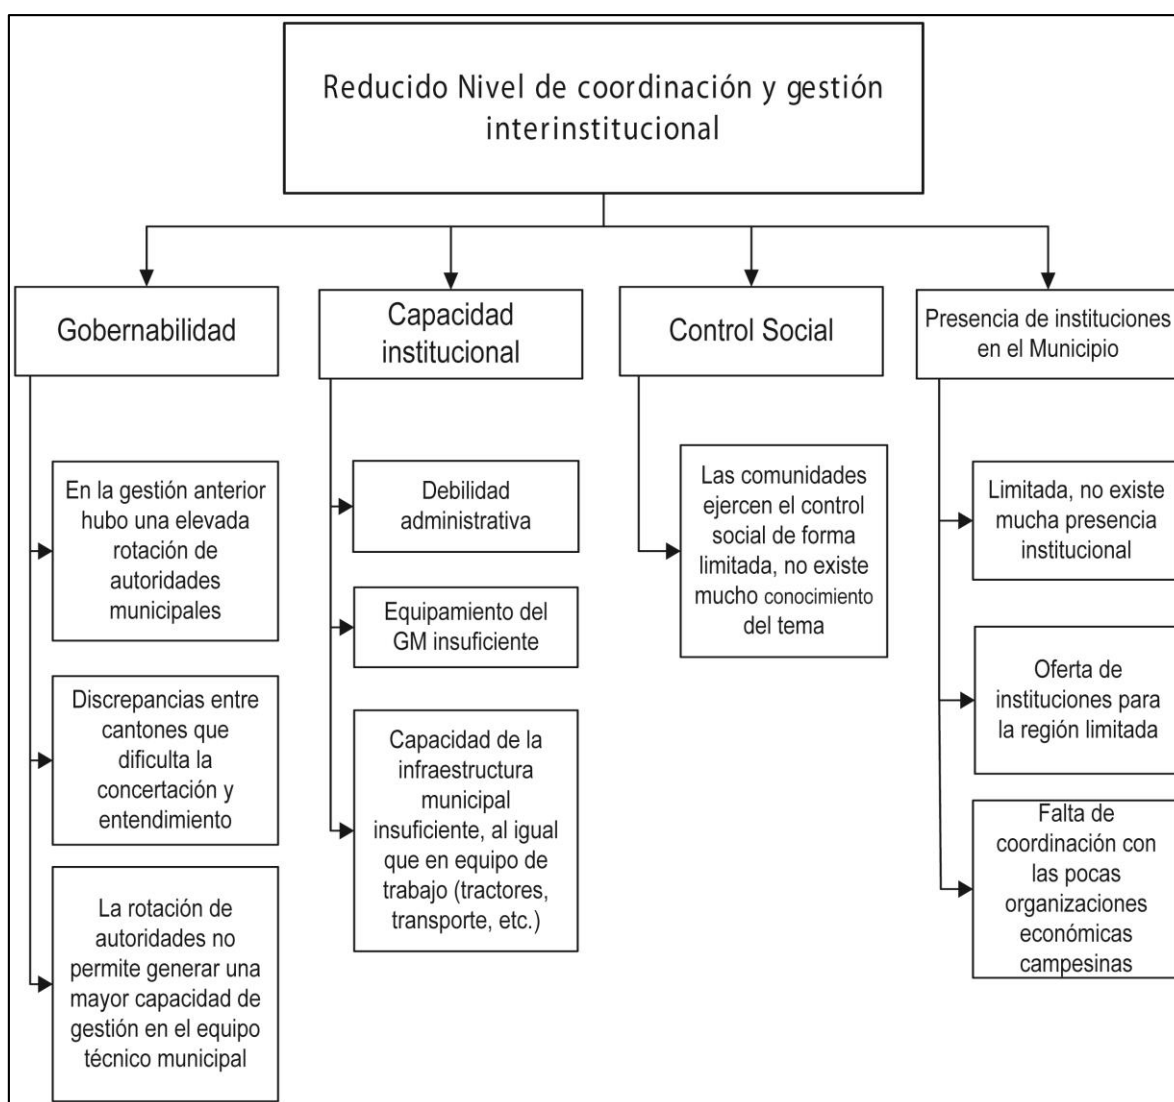 Reducido Nivel de coordinación y gestión
interinstitucional
Gobernabilidad
En la gestión anterior
hubo una elevada
rotación de
autoridades
municipales
Discrepancias entre
cantones que
dificulta la
concertación y
entendimiento
La rotación de
autoridades no
permite generar una
mayor capacidad de
gestión en el equipo
técnico municipal
Capacidad
institucional
Debilidad
administrativa
Equipamiento del
GM insuficiente
Capacidad de la
infraestructura
municipal
insuficiente, al igual
que en equipo de
trabajo (tractores,
transporte, etc.)
Control Social
Las comunidades
ejercen el control
social de forma
limitada, no existe
mucho conocimiento
del tema
Presencia de instituciones
en el Municipio
Limitada, no existe
mucha presencia
institucional
Oferta de
instituciones para
la región limitada
Falta de
coordinación con
las pocas
organizaciones
económicas
campesinas